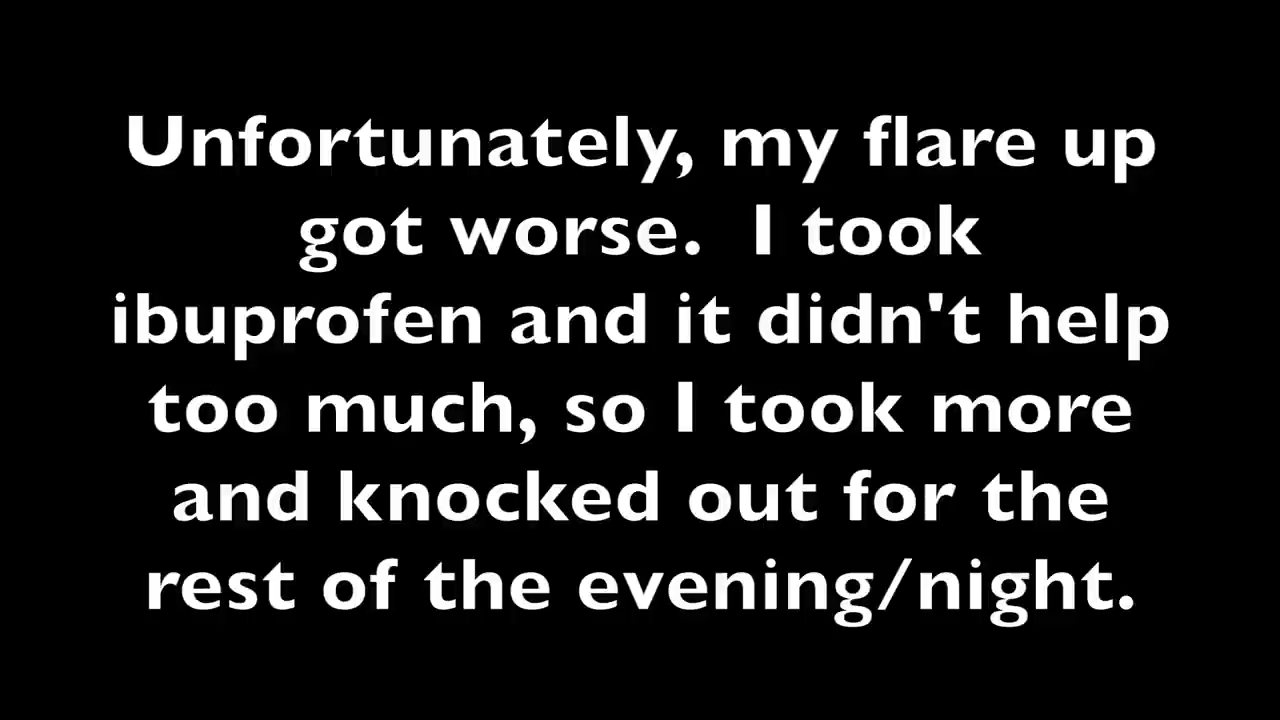 Unfortunately, my flare up
got worse.  I took
ibuprofen and it didn't help
too much, so I took more
and knocked out for the
rest of the evening/night.